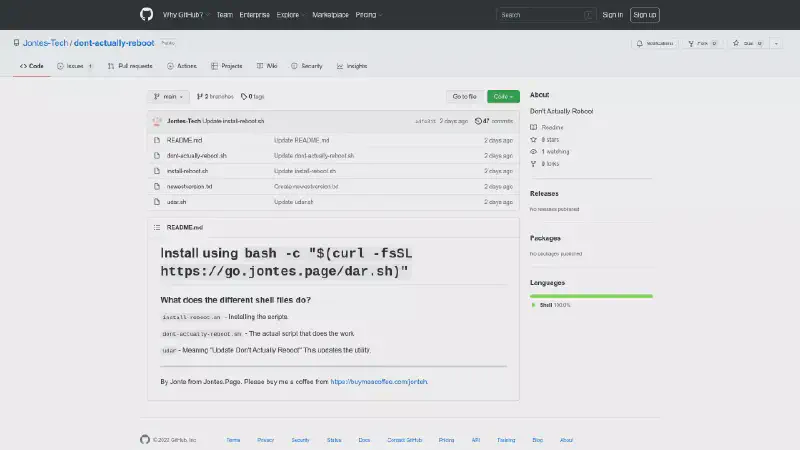 Why GitHub?
Team
Enterprise
Explore
Marketplace
Pricing
Search
/
Sign in
Sign up
Jontes-Tech / dont-actually-reboot
Public
Notifications
Fork 0
Star 0
Code
Issues
Pull requests
Actions
Projects
Wiki
Security
Insights
main
2 branches
0 tags
Go to file
Code
Jontes-Tech Update install-reboot.sh
2 days ago
47 commits
README.md Update README.md 2 days ago
dont-actually-reboot.sh Update dont-actually-reboot.sh 2 days ago
install-reboot.sh Update install-reboot.sh 2 days ago
newestversion.txt Create newestversion.txt 2 days ago
udar.sh Update udar.sh 2 days ago
README.md
Install using bash -c "$(curl -fsSL
https://go.jontes.page/dar.sh)"
What does the different shell files do?
install-reboot.sh - Installing the scripts.
dont-actually-reboot.sh - The actual script that does the work.
udar - Meaning "Update Don't Actually Reboot" This updates the utility.
By Jonte from Jontes.Page. Please buy me a coffee from https://buymeacoffee.com/jonteh.
About
Don't Actually Reboot
Readme
0 stars
1 watching
0 forks
Releases
No releases published
Packages
No packages published
Languages
Shell 100.0%
GitHub, Inc.
Terms
Privacy
Security
Status
Docs
Contact GitHub
Pricing
API
Training
Blog
About